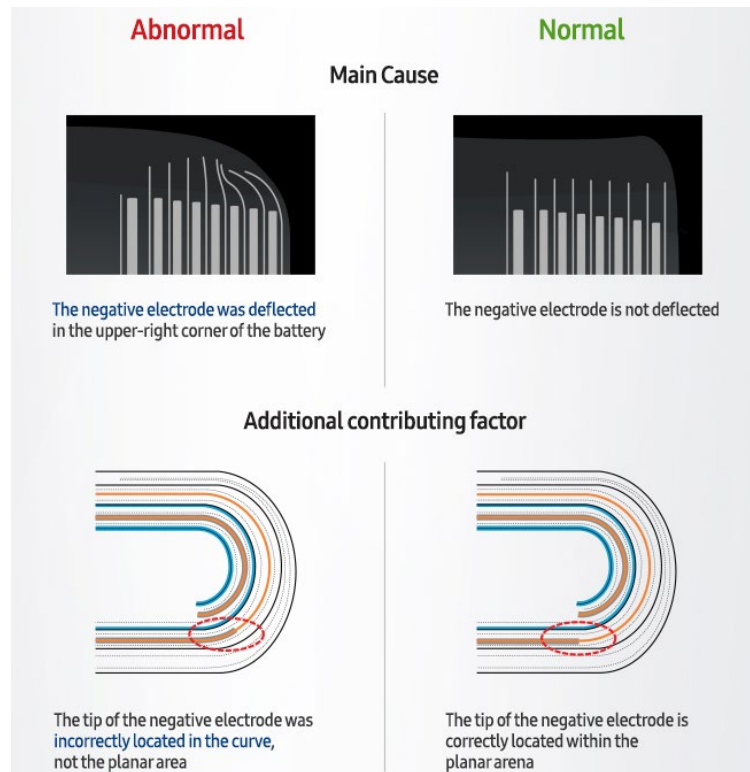 Abnormal
Normal
Main Cause
The negative electrode was deflected
in the upper-right corner of the battery
The negative electrode is not deflected
Additional contributing factor
The tip of the negative electrode was
incorrectly located in the curve,
not the planar area
The tip of the negative electrode is
correctly located within the
planar arena